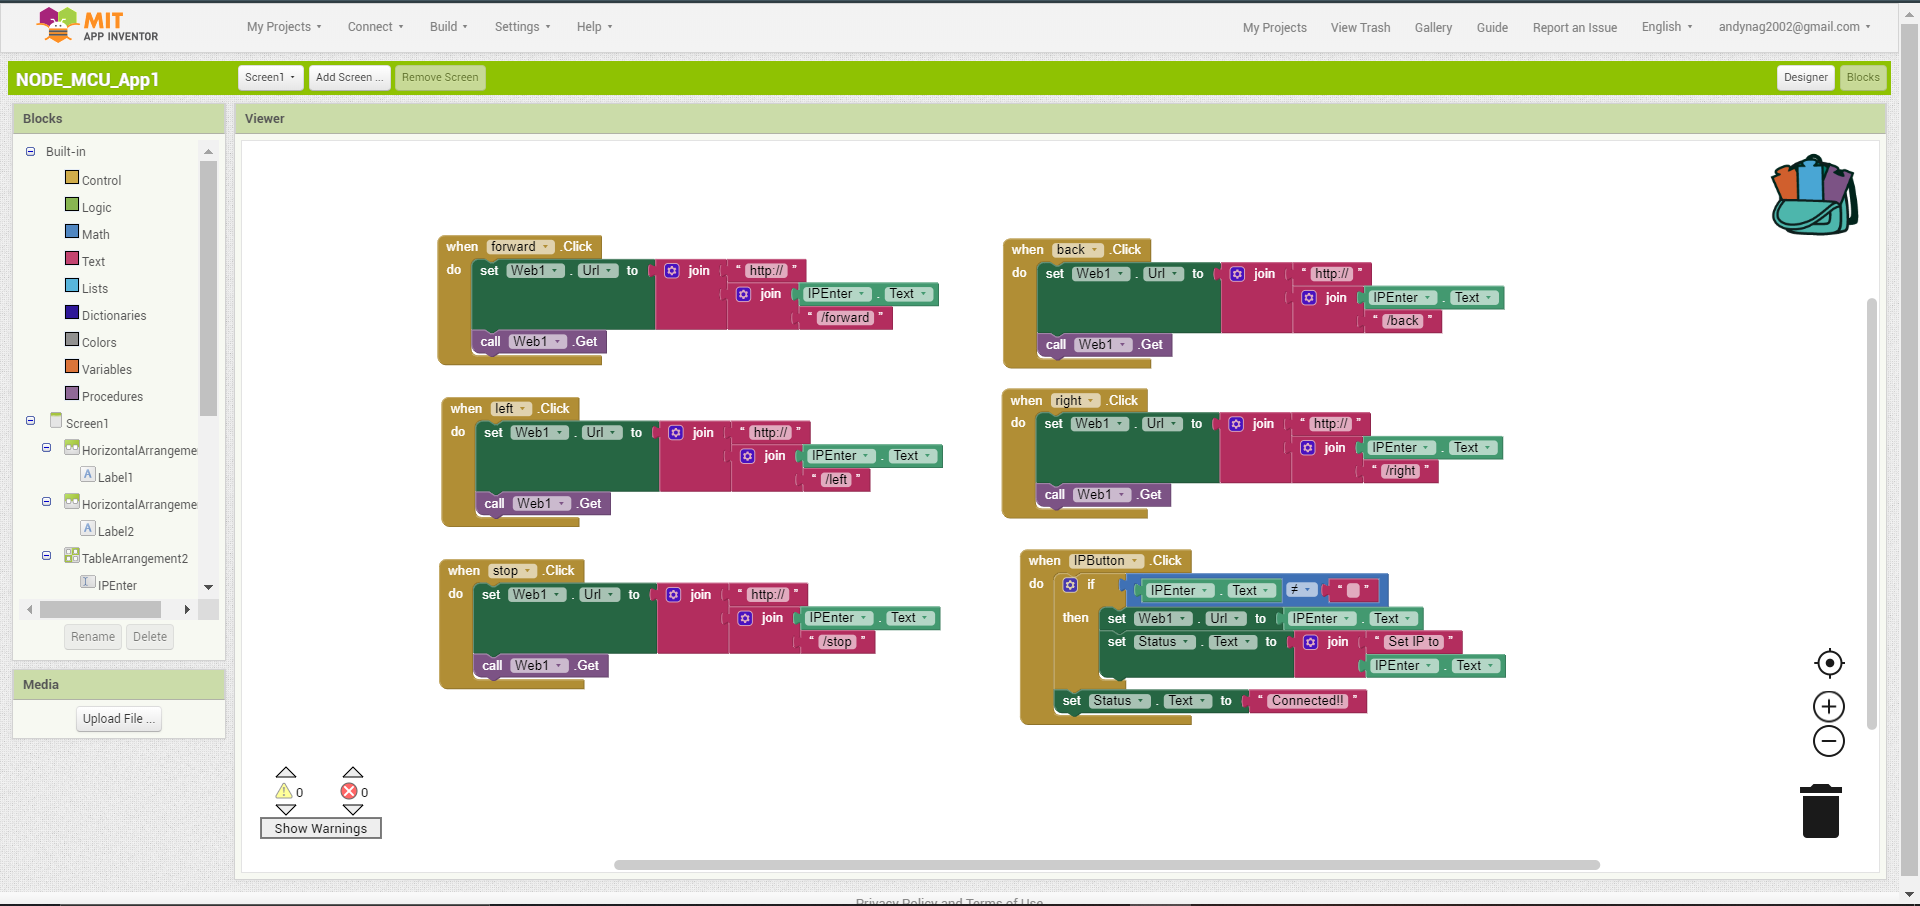 MIT
APP INVENTOR
My Projects Connect Build Settings Help
My Projects View Trash Gallery Guide Report an Issue English andynag2002@gmail.com
NODE_MCU_App1 Screen1 Add Screen ... Remove Screen Designer Blocks
Blocks
Built-in
Control
Logic
Math
Text
Lists
Dictionaries
Colors
Variables
Procedures
Screen1
HorizontalArrangeme
Label1
HorizontalArrangeme
Label2
TableArrangement2
IPEnter
Rename Delete
Media
Upload File ...
Viewer
when forward .Click
do set Web1 . Url to join “ http:// ”
join IPEnter . Text
“ /forward ”
call Web1 .Get
when back .Click
do set Web1 . Url to join “ http:// ”
join IPEnter . Text
“ /back ”
call Web1 .Get
when left .Click
do set Web1 . Url to join “ http:// ”
join IPEnter . Text
“ /left ”
call Web1 .Get
when right .Click
do set Web1 . Url to join “ http:// ”
join IPEnter . Text
“ /right ”
call Web1 .Get
when stop .Click
do set Web1 . Url to join “ http:// ”
join IPEnter . Text
“ /stop ”
call Web1 .Get
when IPButton .Click
do if IPEnter . Text ≠ “ ”
then set Web1 . Url to IPEnter . Text
set Status . Text to join “ Set IP to ”
IPEnter . Text
set Status . Text to “ Connected!! ”
0 0
Show Warnings
Privacy Policy and Terms of Use